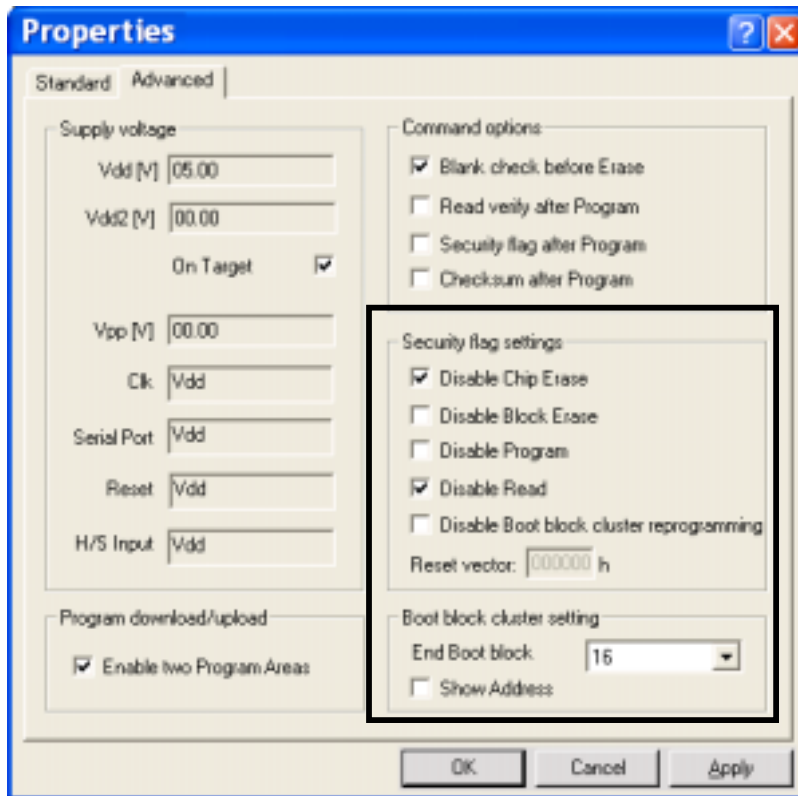 Properties
Standard
Advanced
Supply voltage
Vdd [V] 05.00
Vdd2 [V] 00.00
On Target
Vpp [V] 00.00
Clk Vdd
Serial Port Vdd
Reset Vdd
H/S Input Vdd
Program download/upload
Enable two Program Areas
Command options
Blank check before Erase
Read verify after Program
Security flag after Program
Checksum after Program
Security flag settings
Disable Chip Erase
Disable Block Erase
Disable Program
Disable Read
Disable Boot block cluster reprogramming
Reset vector: 000000 h
Boot block cluster setting
End Boot block 16
Show Address
OK
Cancel
Apply